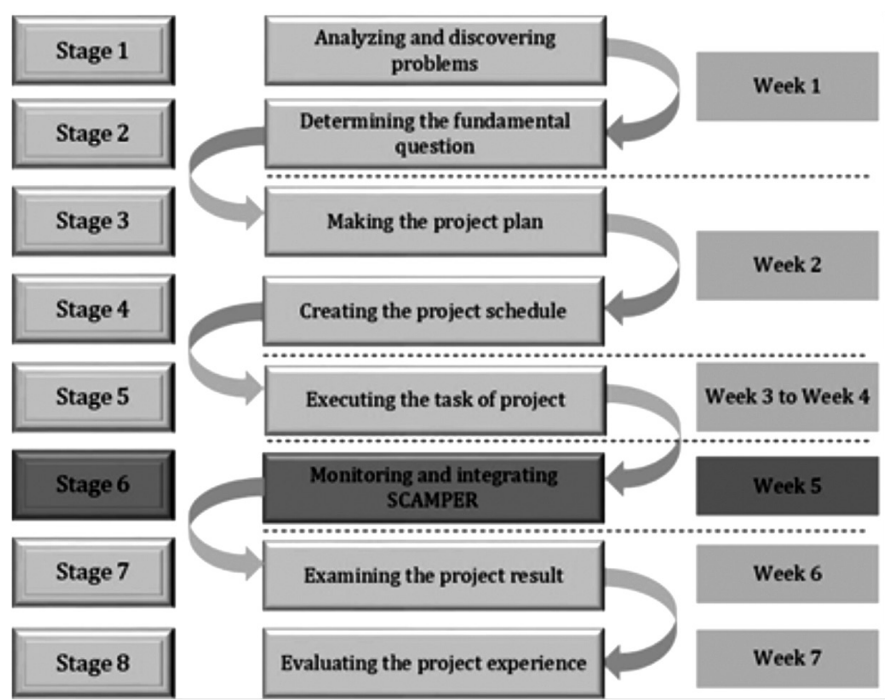 Stage 1
Analyzing and discovering
problems
Week 1
Stage 2
Determining the fundamental
question
Stage 3
Making the project plan
Week 2
Stage 4
Creating the project schedule
Stage 5
Executing the task of project
Week 3 to Week 4
Stage 6
Monitoring and integrating
SCAMPER
Week 5
Stage 7
Examining the project result
Week 6
Stage 8
Evaluating the project experience
Week 7